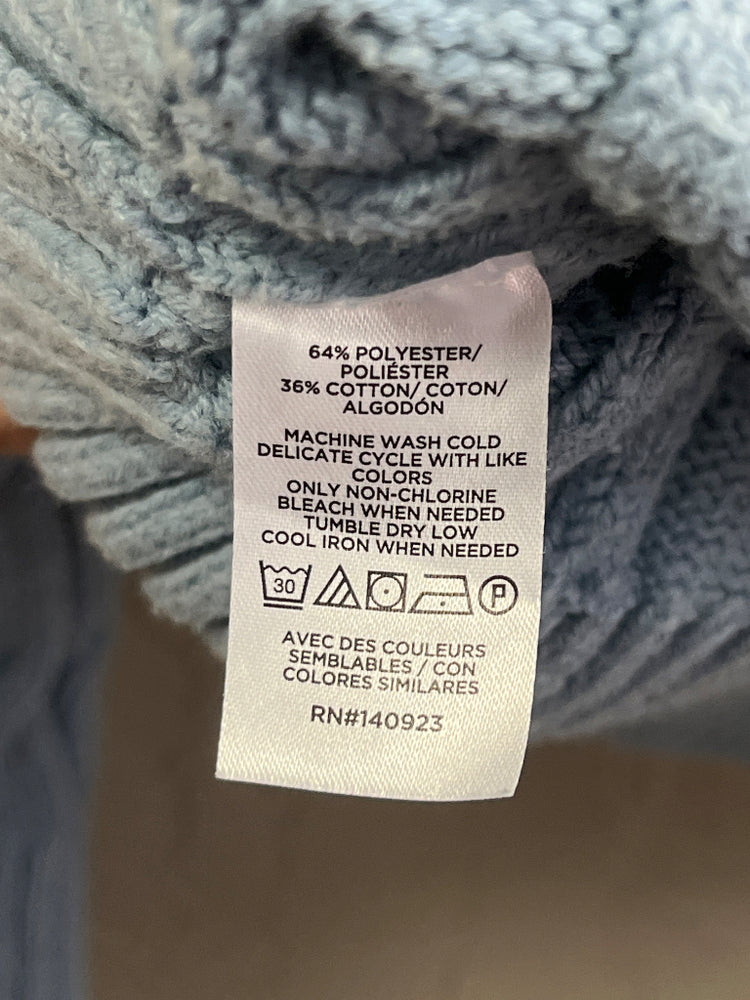 64% POLYESTER/
POLIÉSTER
36% COTTON/ COTON/
ALGODÓN
MACHINE WASH COLD
DELICATE CYCLE WITH LIKE
COLORS
ONLY NON-CHLORINE
BLEACH WHEN NEEDED
TUMBLE DRY LOW
COOL IRON WHEN NEEDED
30 P
AVEC DES COULEURS
SEMBLABLES / CON
COLORES SIMILARES
RN#140923